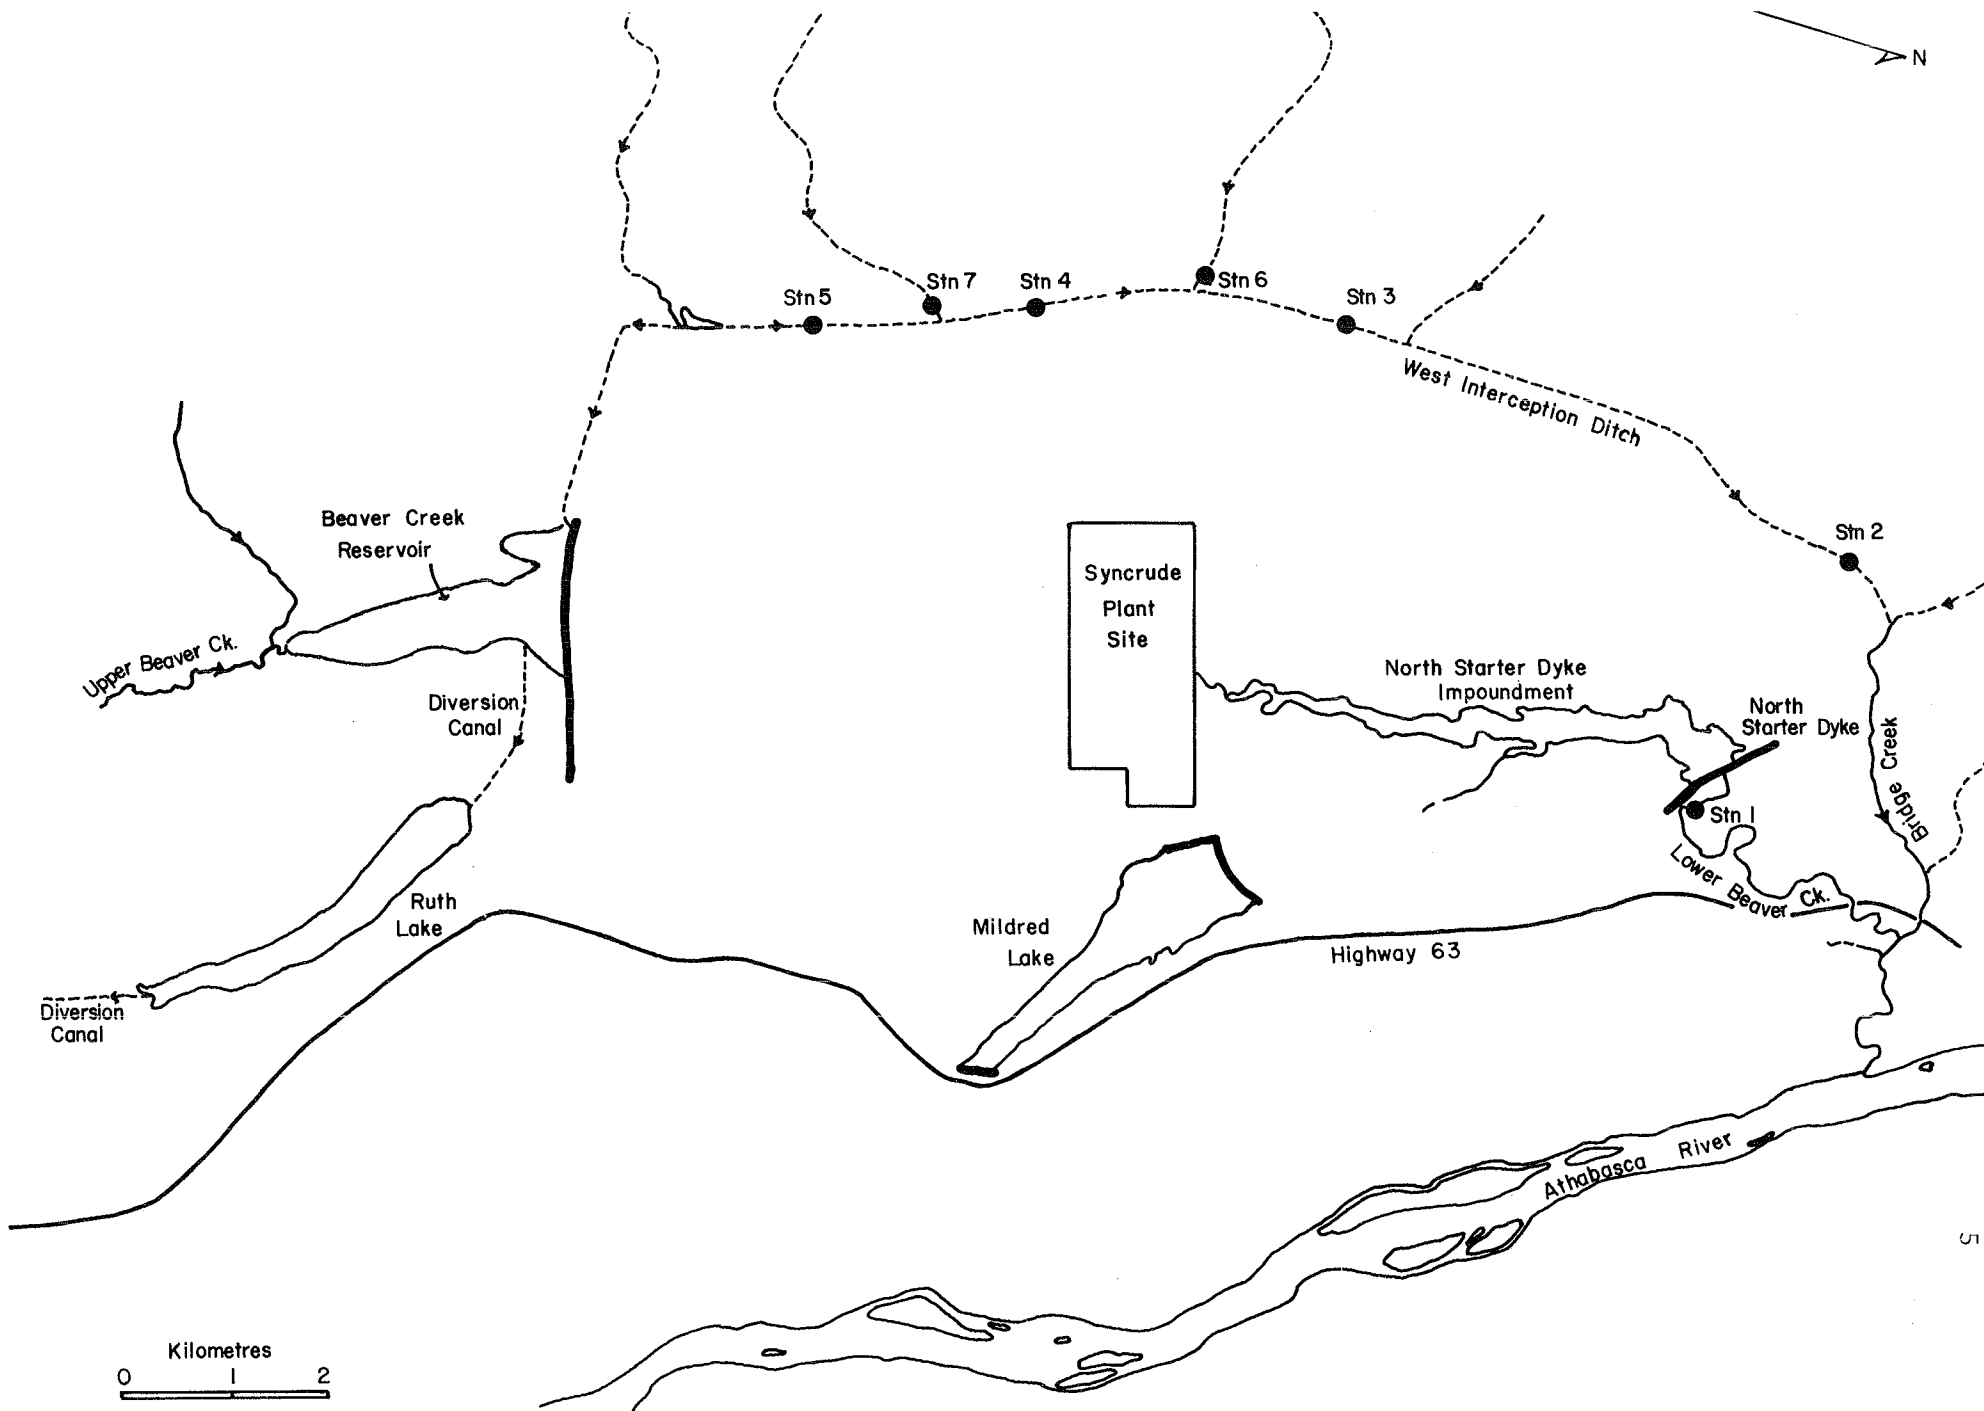 N
Stn 7
Stn 4
Stn 6
Stn 5
Stn 3
West Interception Ditch
Beaver Creek
Reservoir
Stn 2
Syncrude
Plant
Site
Upper Beaver Ck.
Diversion
Canal
North Starter Dyke
Impoundment
North
Starter Dyke
Bridge Creek
Stn 1
Lower Beaver Ck.
Ruth
Lake
Mildred
Lake
Highway 63
Diversion
Canal
Athabasca River
5
Kilometres
0 1 2